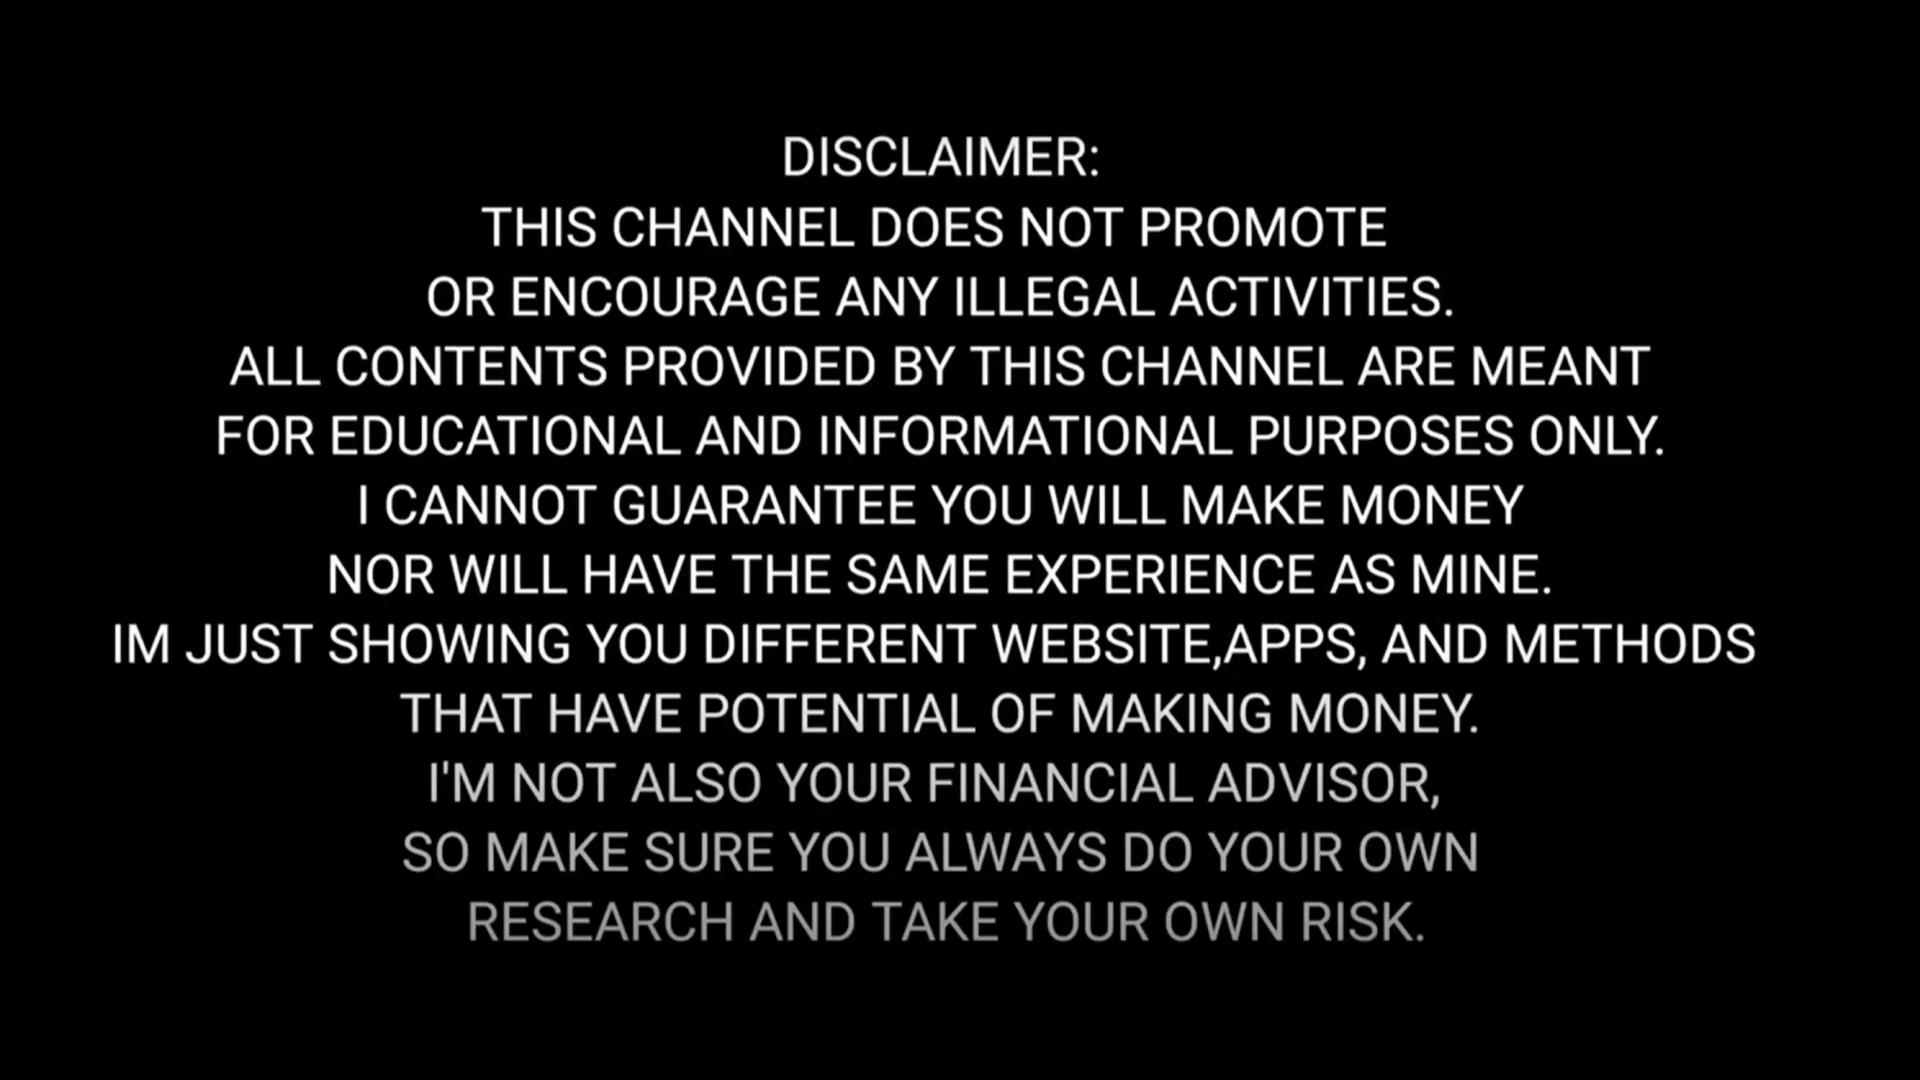 DISCLAIMER:
THIS CHANNEL DOES NOT PROMOTE
OR ENCOURAGE ANY ILLEGAL ACTIVITIES.
ALL CONTENTS PROVIDED BY THIS CHANNEL ARE MEANT
FOR EDUCATIONAL AND INFORMATIONAL PURPOSES ONLY.
I CANNOT GUARANTEE YOU WILL MAKE MONEY
NOR WILL HAVE THE SAME EXPERIENCE AS MINE.
IM JUST SHOWING YOU DIFFERENT WEBSITE,APPS, AND METHODS
THAT HAVE POTENTIAL OF MAKING MONEY.
I'M NOT ALSO YOUR FINANCIAL ADVISOR,
SO MAKE SURE YOU ALWAYS DO YOUR OWN
RESEARCH AND TAKE YOUR OWN RISK.